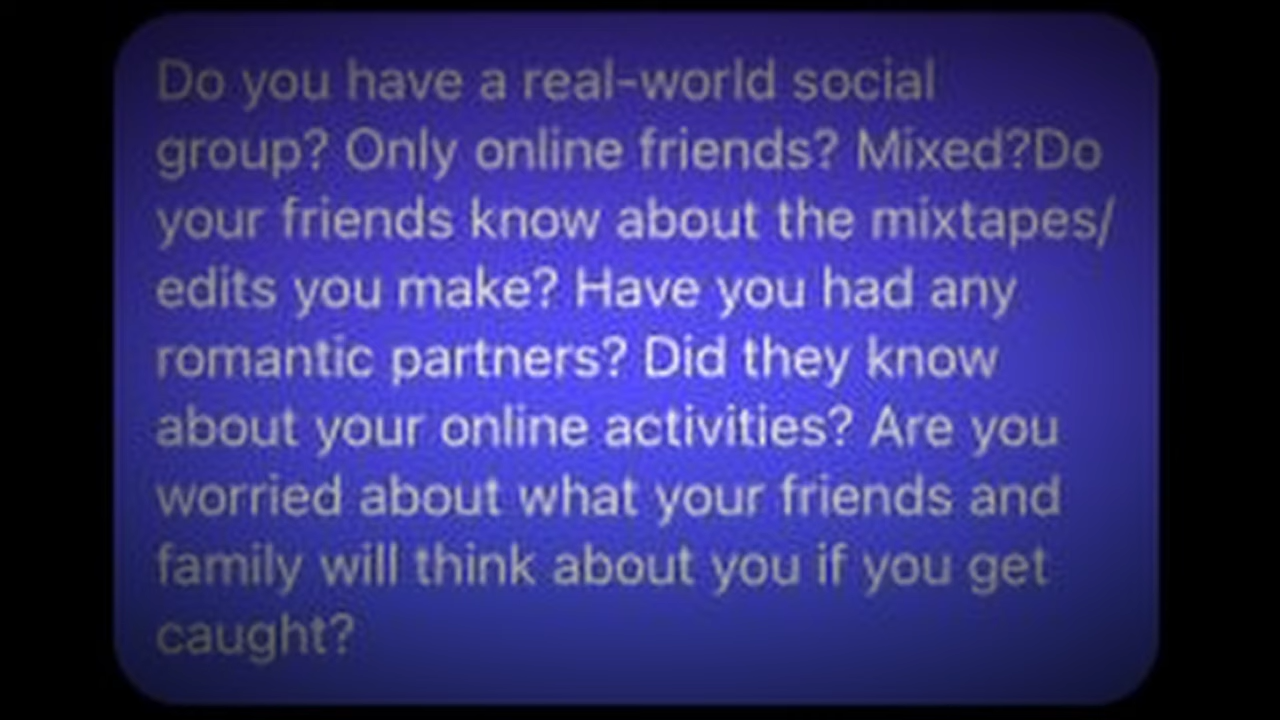 Do you have a real-world social
group? Only online friends? Mixed?Do
your friends know about the mixtapes/
edits you make? Have you had any
romantic partners? Did they know
about your online activities? Are you
worried about what your friends and
family will think about you if you get
caught?